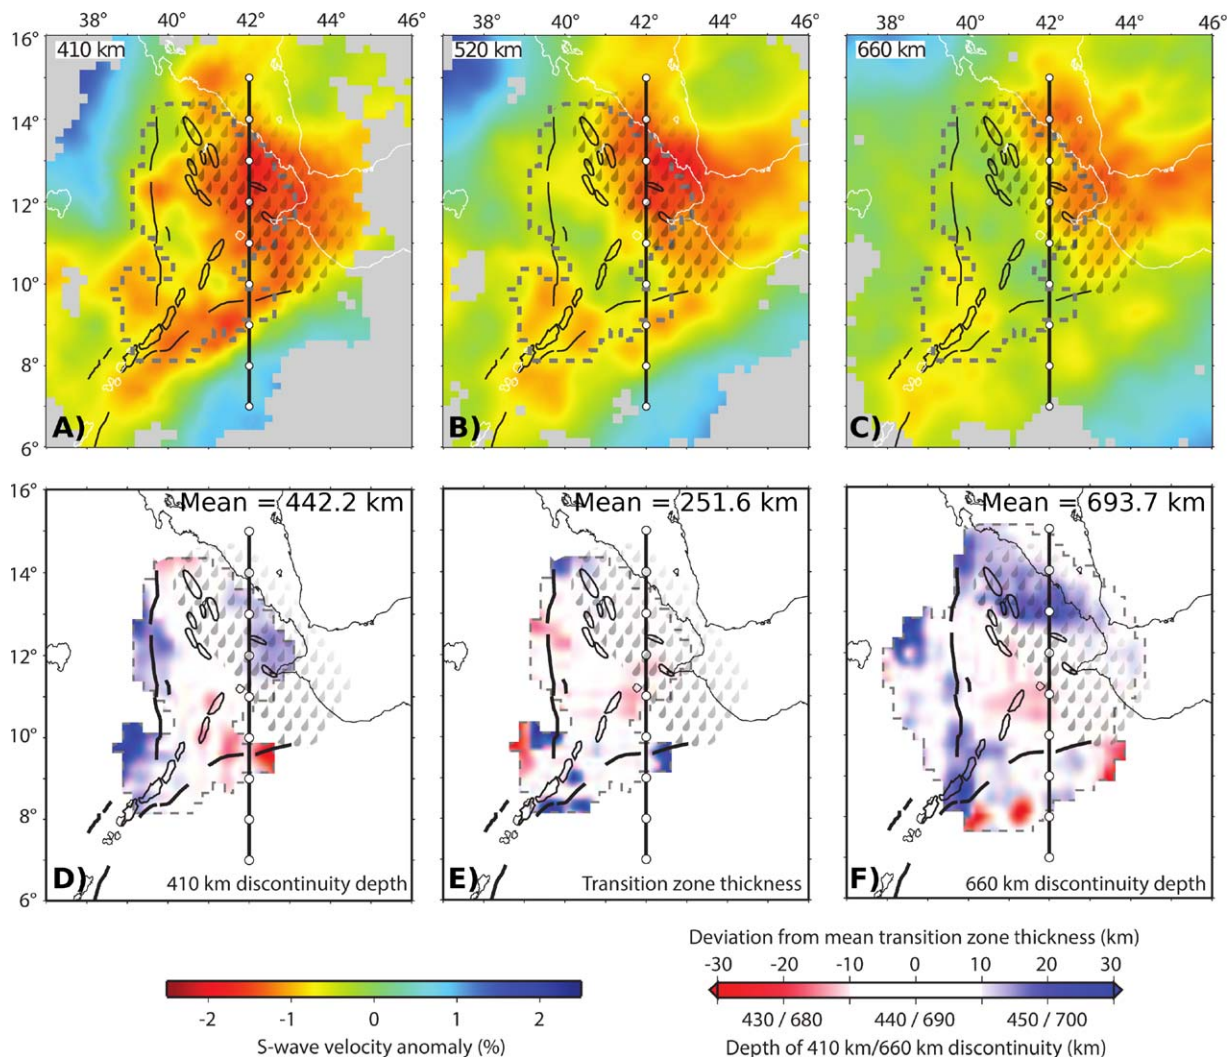 38° 40° 42° 44° 46° 38° 40° 42° 44° 46° 38° 40° 42° 44° 46°
16°
410 km
520 km
660 km
14°
12°
10°
8°
6°
A)
B)
C)
16°
Mean = 442.2 km
Mean = 251.6 km
Mean = 693.7 km
14°
12°
10°
8°
6°
D)
410 km discontinuity depth
E)
Transition zone thickness
F)
660 km discontinuity depth
Deviation from mean transition zone thickness (km)
-30 -20 -10 0 10 20 30
-2 -1 0 1 2
430 / 680 440 / 690 450 / 700
S-wave velocity anomaly (%)
Depth of 410 km/660 km discontinuity (km)